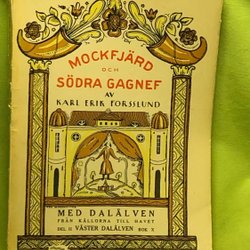 MOCKFJÄRD
OCH
SÖDRA GAGNEF
AV
KARL ERIK FORSSLUND
MED DALÄLVEN
FRÅN KÄLLORNA TILL HAVET
DEL II VÄSTER DALÄLVEN BOK X